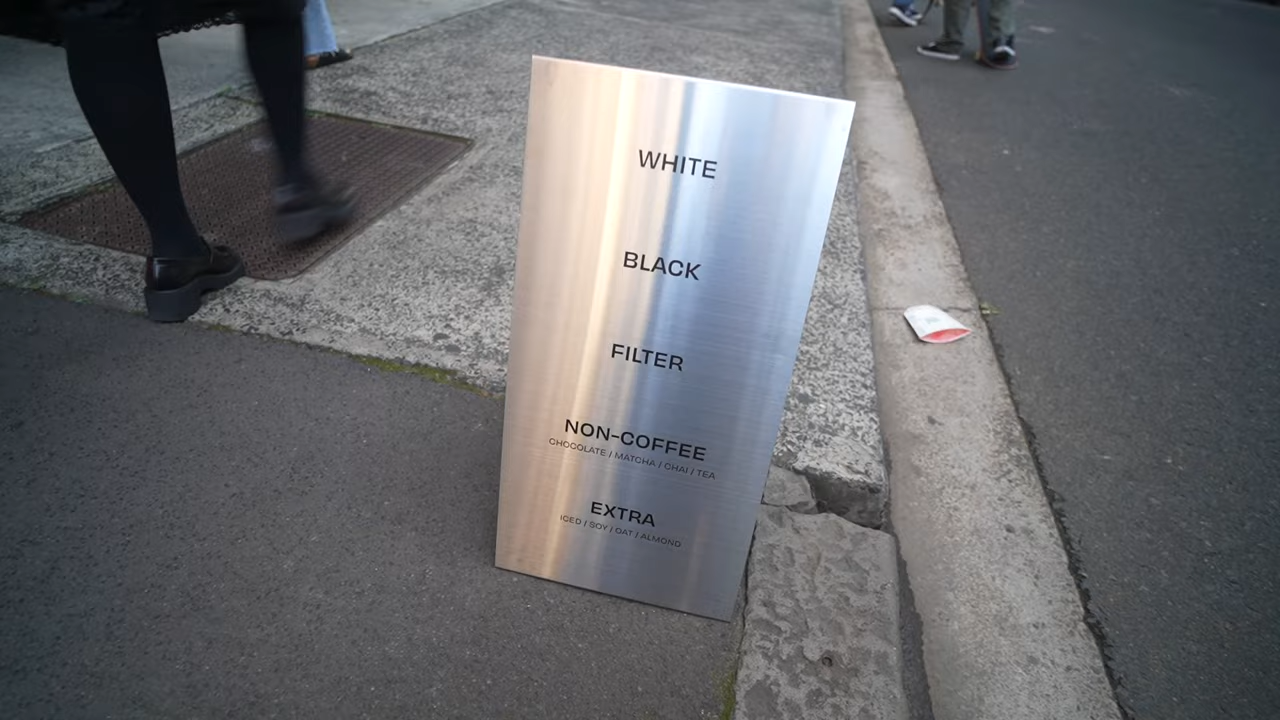 WHITE
BLACK
FILTER
NON-COFFEE
CHOCOLATE / MATCHA / CHAI / TEA
EXTRA
ICED / SOY / OAT / ALMOND